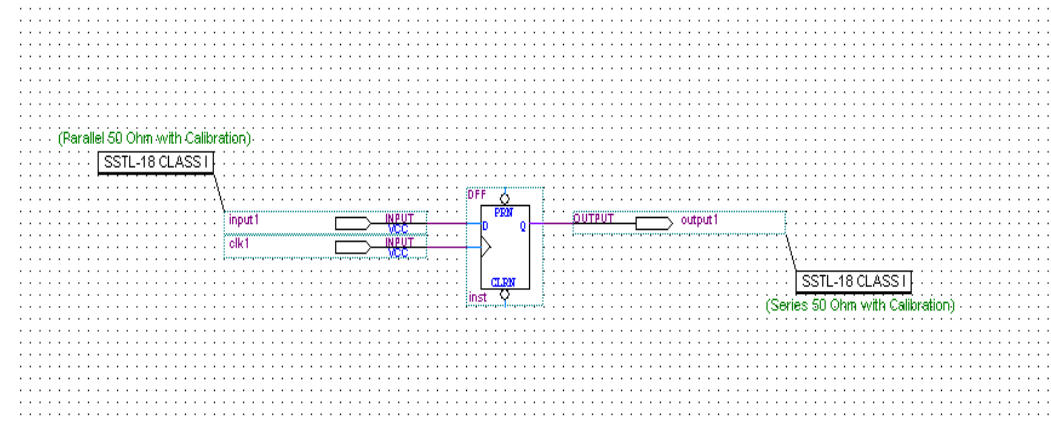 (Parallel 50 Ohm with Calibration)
SSTL-18 CLASS I
DFF
PRN
input1
INPUT
VCC
D
Q
OUTPUT
output1
clk1
INPUT
VCC
CLRN
inst
SSTL-18 CLASS I
(Series 50 Ohm with Calibration)